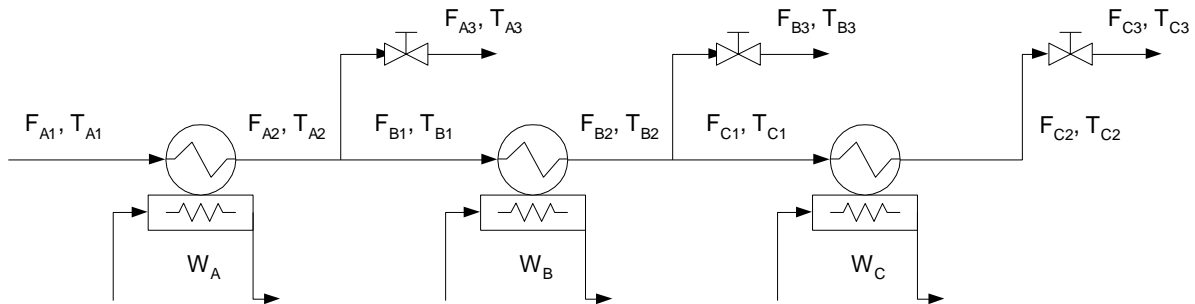 F_A3, T_A3
F_B3, T_B3
F_C3, T_C3
F_A1, T_A1
F_A2, T_A2
F_B1, T_B1
F_B2, T_B2
F_C1, T_C1
F_C2, T_C2
W_A
W_B
W_C